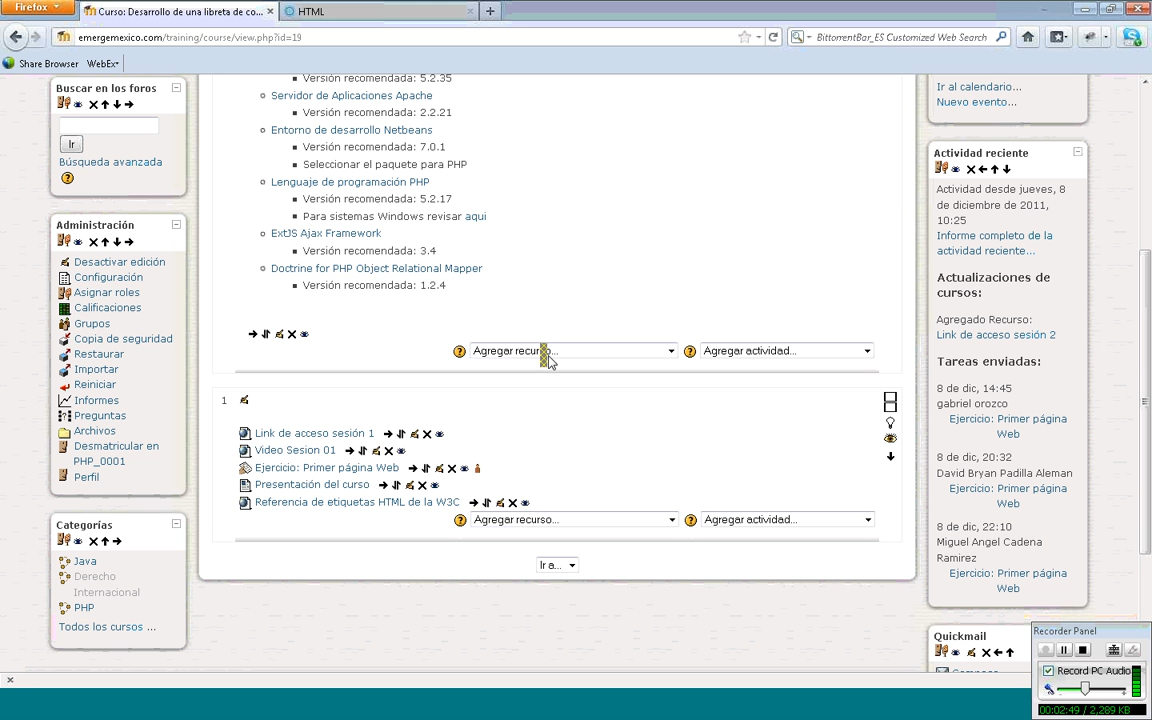 Firefox
Curso: Desarrollo de una libreta de co...
HTML
emergemexico.com/training/course/view.php?id=19
BittorrentBar_ES Customized Web Search
Share Browser WebEx
Buscar en los foros
Ir
Búsqueda avanzada
Administración
Desactivar edición
Configuración
Asignar roles
Calificaciones
Grupos
Copia de seguridad
Restaurar
Importar
Reiniciar
Informes
Preguntas
Archivos
Desmatricular en
PHP_0001
Perfil
Categorías
Java
Derecho
Internacional
PHP
Todos los cursos ...
Versión recomendada: 5.2.35
Servidor de Aplicaciones Apache
Versión recomendada: 2.2.21
Entorno de desarrollo Netbeans
Versión recomendada: 7.0.1
Seleccionar el paquete para PHP
Lenguaje de programación PHP
Versión recomendada: 5.2.17
Para sistemas Windows revisar aqui
ExtJS Ajax Framework
Versión recomendada: 3.4
Doctrine for PHP Object Relational Mapper
Versión recomendada: 1.2.4
Agregar recurso... Agregar actividad...
1
Link de acceso sesión 1
Video Sesion 01
Ejercicio: Primer página Web
Presentación del curso
Referencia de etiquetas HTML de la W3C
Agregar recurso... Agregar actividad...
Ir a...
Ir al calendario...
Nuevo evento...
Actividad reciente
Actividad desde jueves, 8
de diciembre de 2011,
10:25
Informe completo de la
actividad reciente...
Actualizaciones de
cursos:
Agregado Recurso:
Link de acceso sesión 2
Tareas enviadas:
8 de dic, 14:45
gabriel orozco
Ejercicio: Primer página
Web
8 de dic, 20:32
David Bryan Padilla Aleman
Ejercicio: Primer página
Web
8 de dic, 22:10
Miguel Angel Cadena
Ramirez
Ejercicio: Primer página
Web
Quickmail
Recorder Panel
Record PC Audio
00:02:49 / 2,289 KB